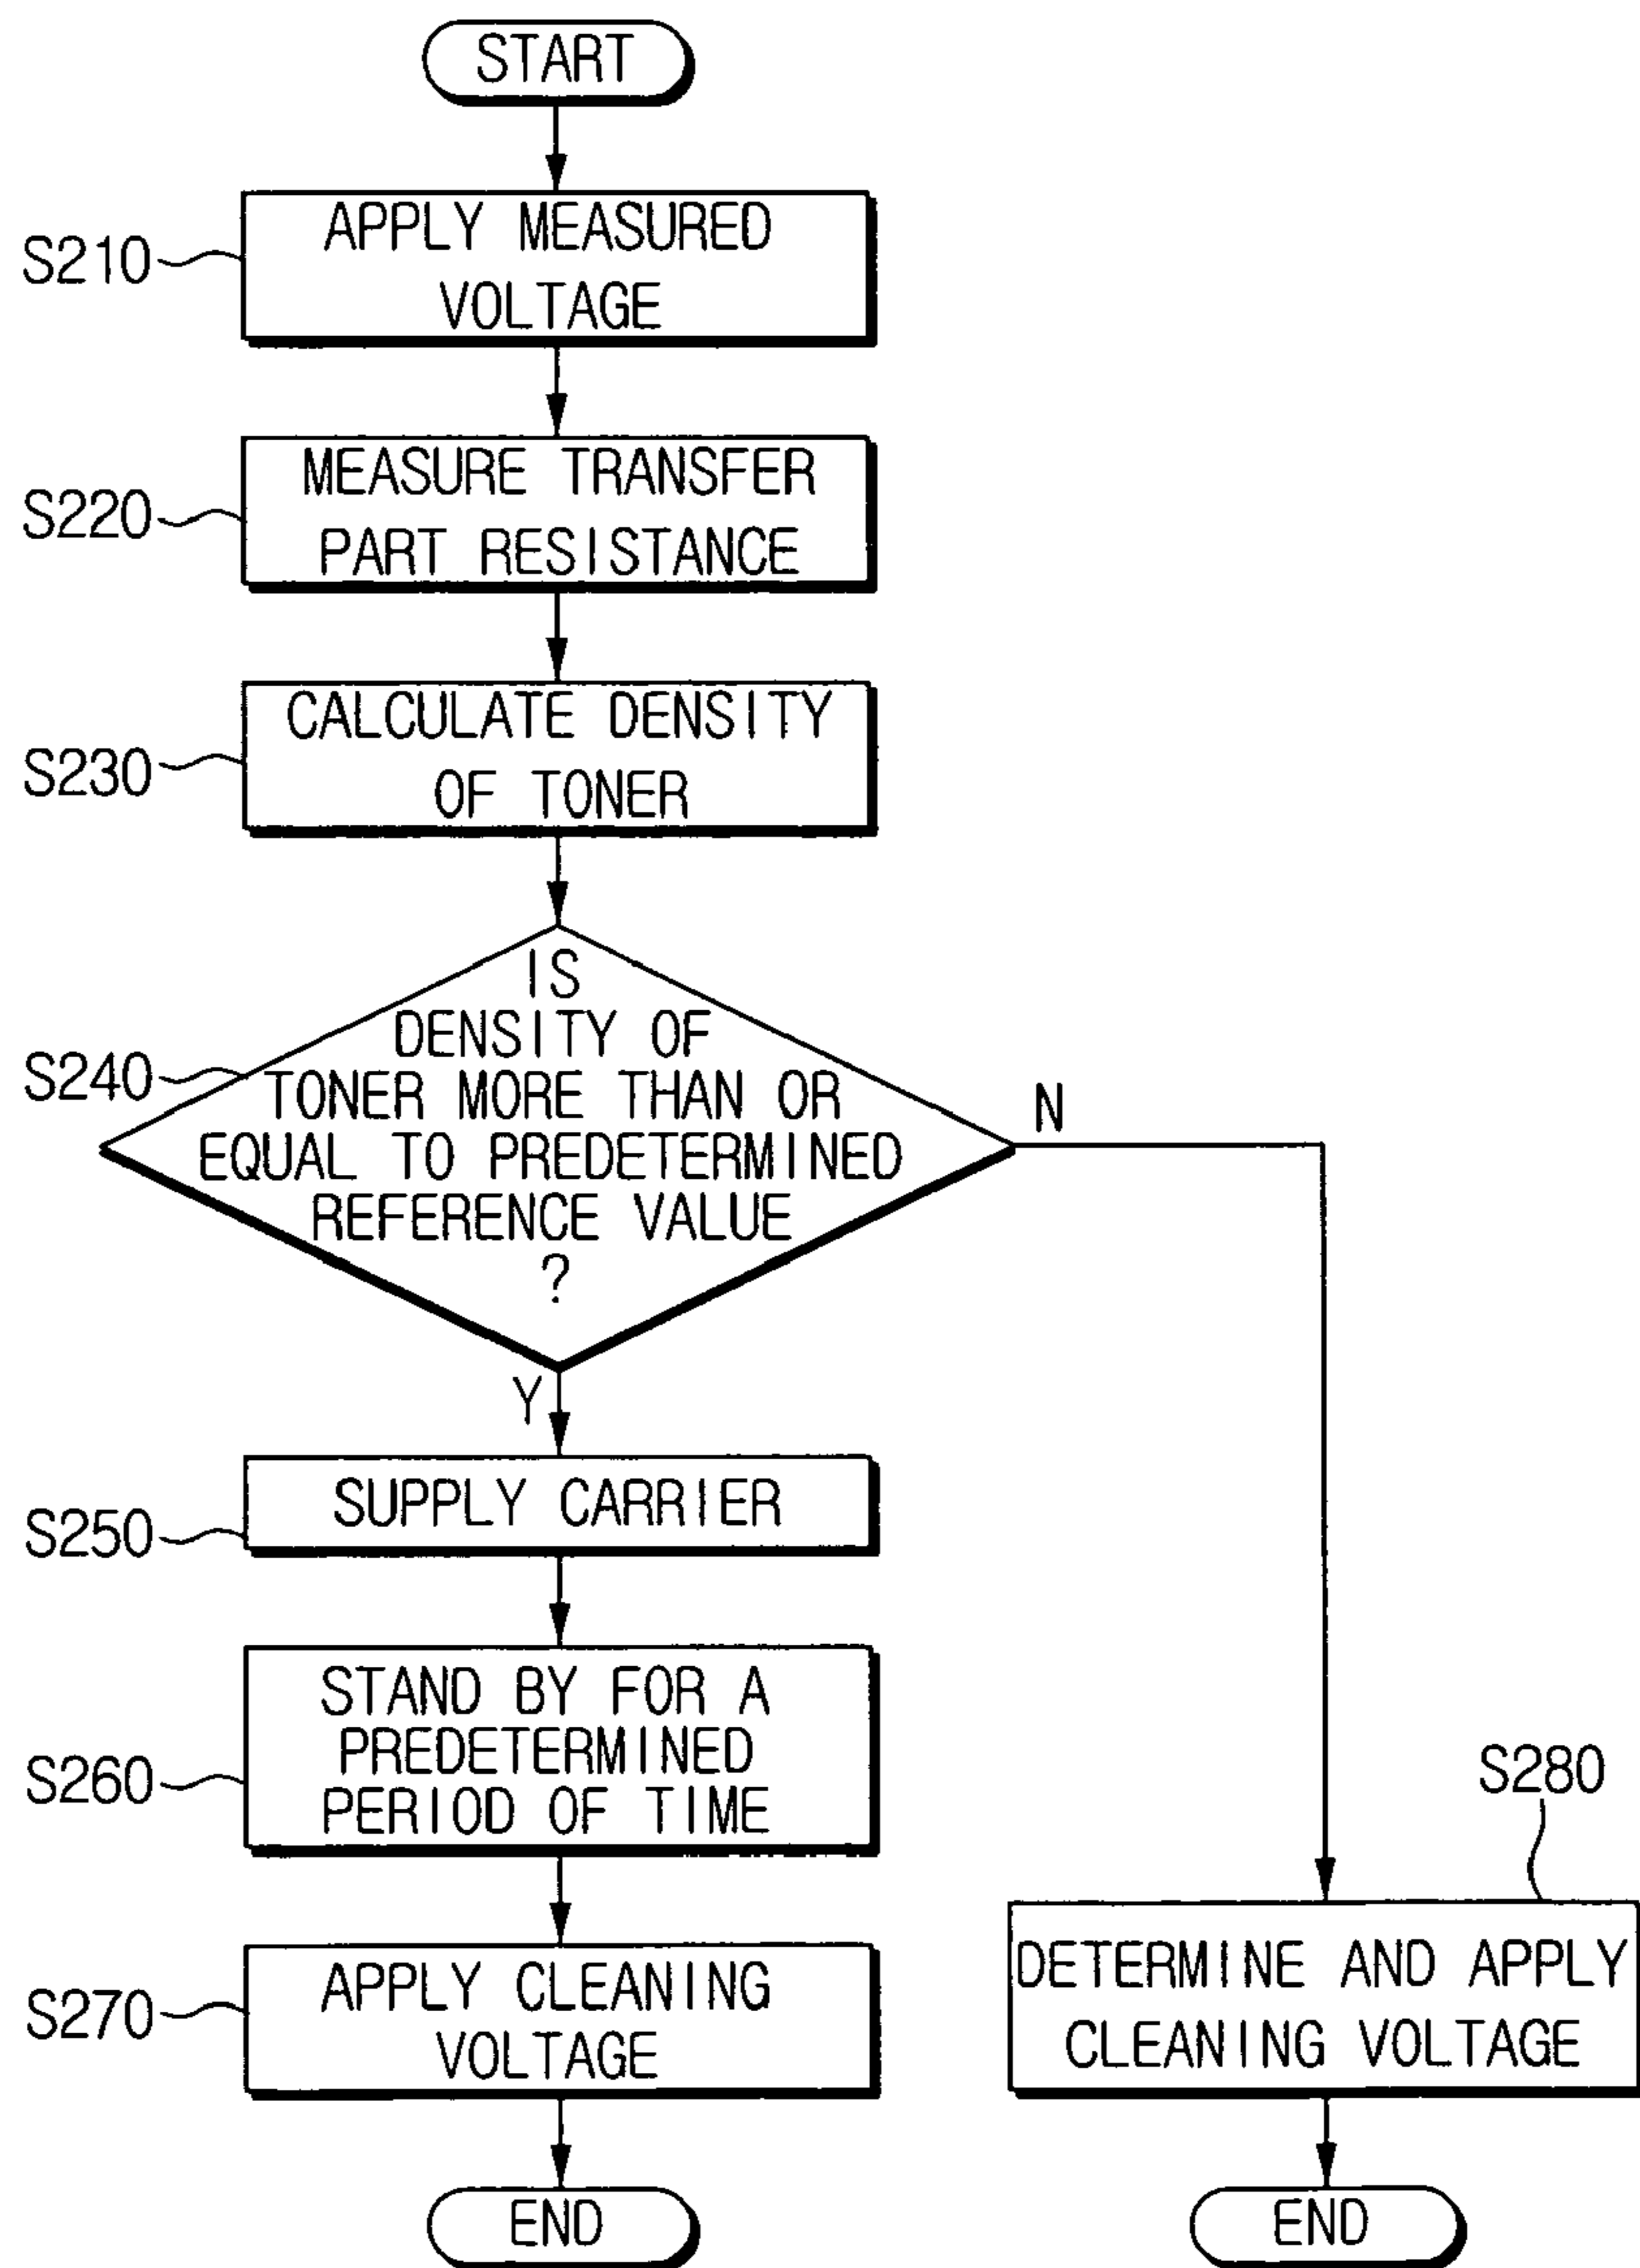 START
S210
APPLY MEASURED
VOLTAGE
S220
MEASURE TRANSFER
PART RESISTANCE
S230
CALCULATE DENSITY
OF TONER
S240
IS
DENSITY OF
TONER MORE THAN OR
EQUAL TO PREDETERMINED
REFERENCE VALUE
?
N
Y
S250
SUPPLY CARRIER
S260
STAND BY FOR A
PREDETERMINED
PERIOD OF TIME
S270
APPLY CLEANING
VOLTAGE
END
S280
DETERMINE AND APPLY
CLEANING VOLTAGE
END